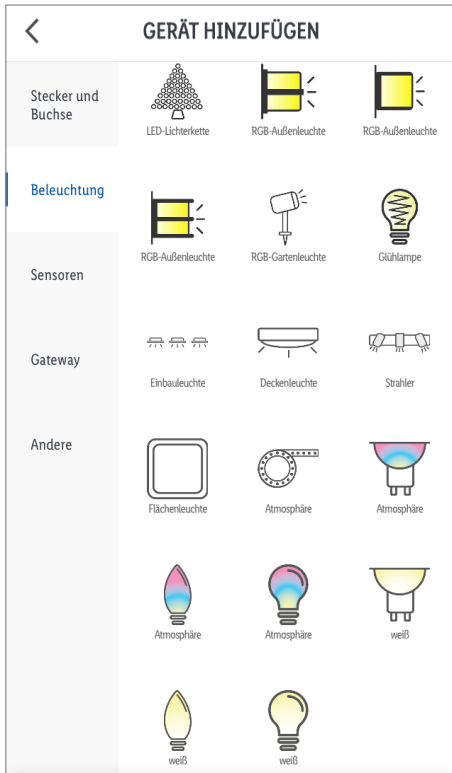 GERÄT HINZUFÜGEN
Stecker und
Buchse
Beleuchtung
Sensoren
Gateway
Andere
LED-Lichterkette
RGB-Außenleuchte
RGB-Außenleuchte
RGB-Außenleuchte
RGB-Gartenleuchte
Glühlampe
Einbauleuchte
Deckenleuchte
Strahler
Flächenleuchte
Atmosphäre
Atmosphäre
Atmosphäre
Atmosphäre
weiß
weiß
weiß